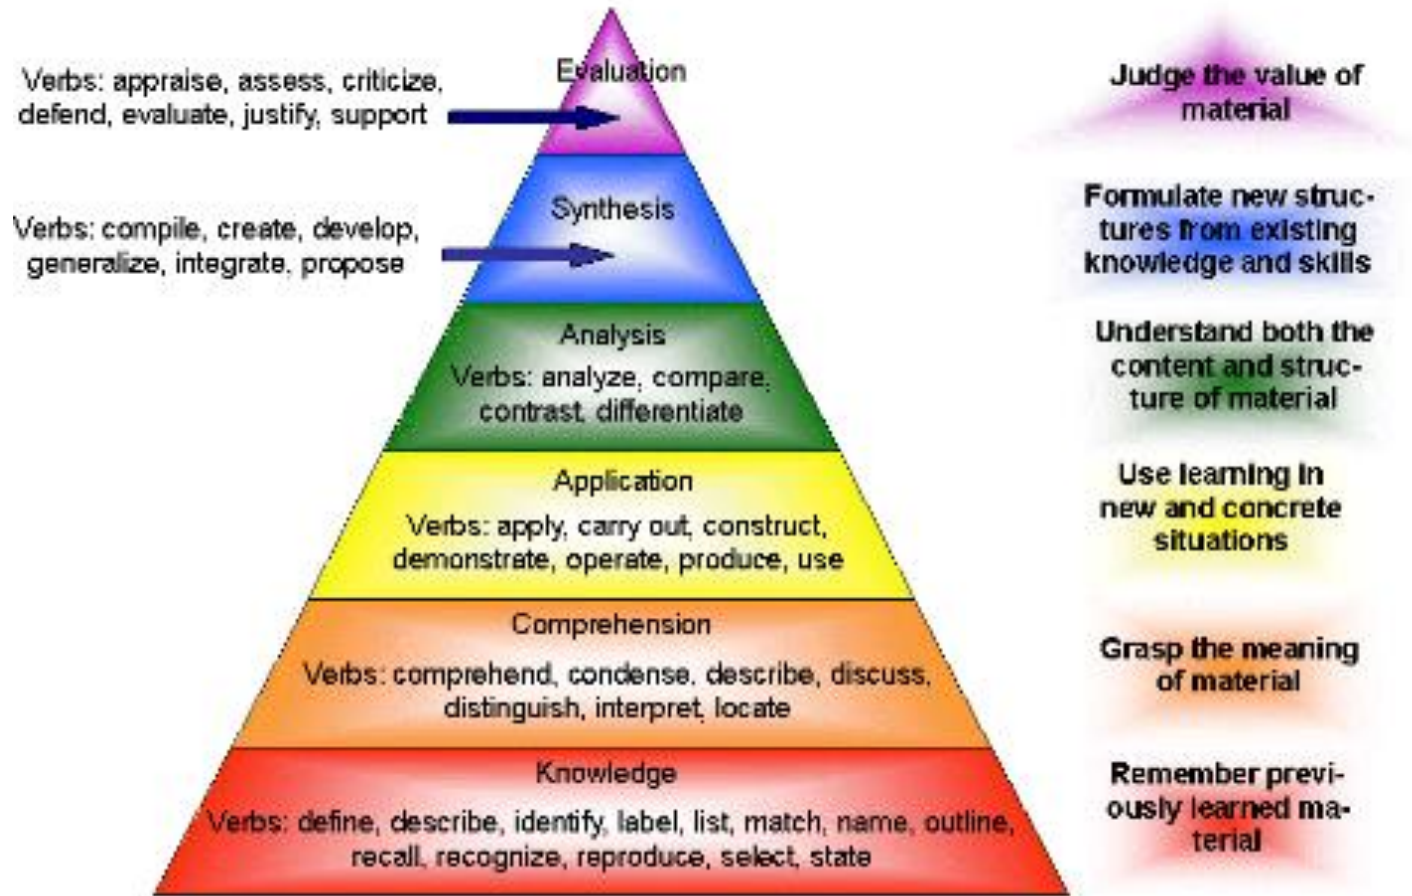 Evaluation
Verbs: appraise, assess, criticize,
defend, evaluate, justify, support
Judge the value of
material
Synthesis
Verbs: compile, create, develop,
generalize, integrate, propose
Formulate new struc-
tures from existing
knowledge and skills
Analysis
Verbs: analyze, compare,
contrast, differentiate
Understand both the
content and struc-
ture of material
Application
Verbs: apply, carry out, construct,
demonstrate, operate, produce, use
Use learning in
new and concrete
situations
Comprehension
Verbs: comprehend, condense, describe, discuss,
distinguish, interpret, locate
Grasp the meaning
of material
Knowledge
Verbs: define, describe, identify, label, list, match, name, outline,
recall, recognize, reproduce, select, state
Remember previ-
ously learned ma-
terial